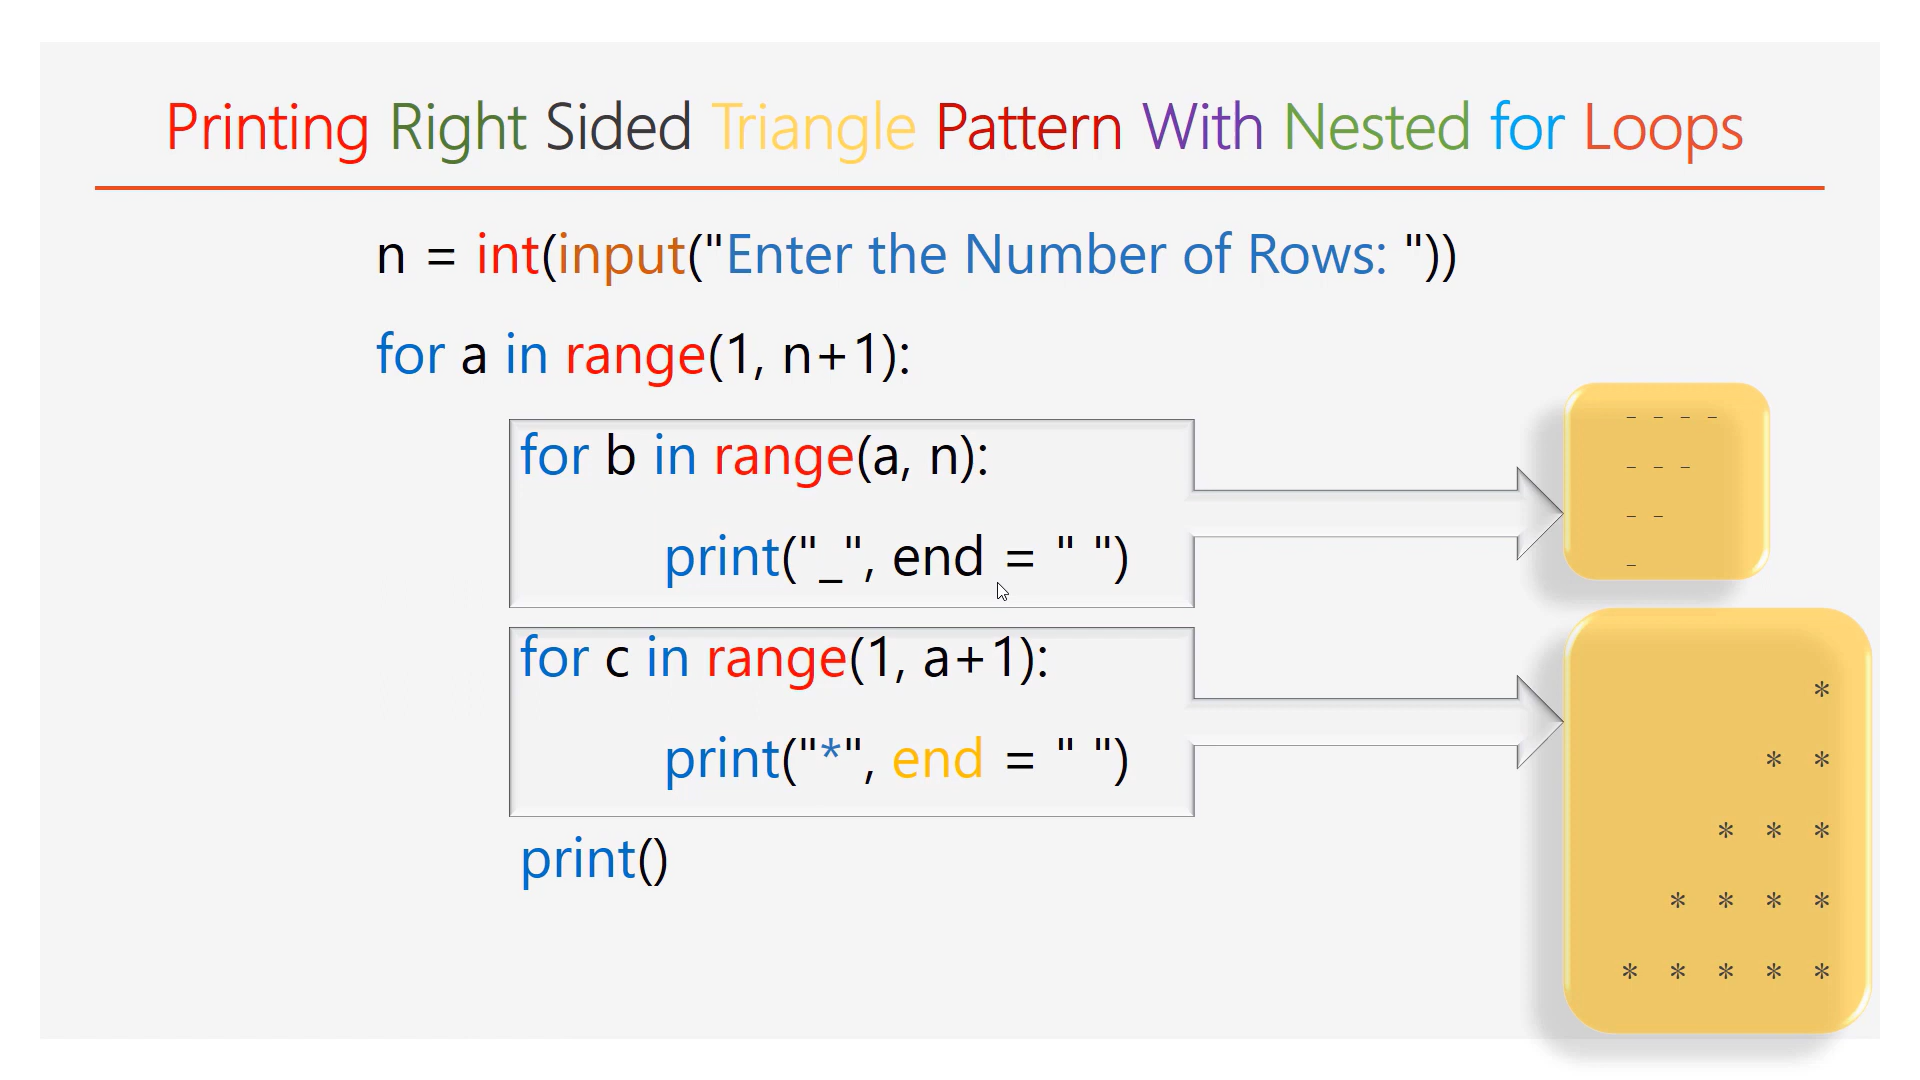 Printing Right Sided Triangle Pattern With Nested for Loops
n = int(input("Enter the Number of Rows: "))
for a in range(1, n+1):
for b in range(a, n):
print("_", end = " ")
for c in range(1, a+1):
print("*", end = " ")
print()
_ _ _ _
_ _ _
_ _
_
*
* *
* * *
* * * *
* * * * *